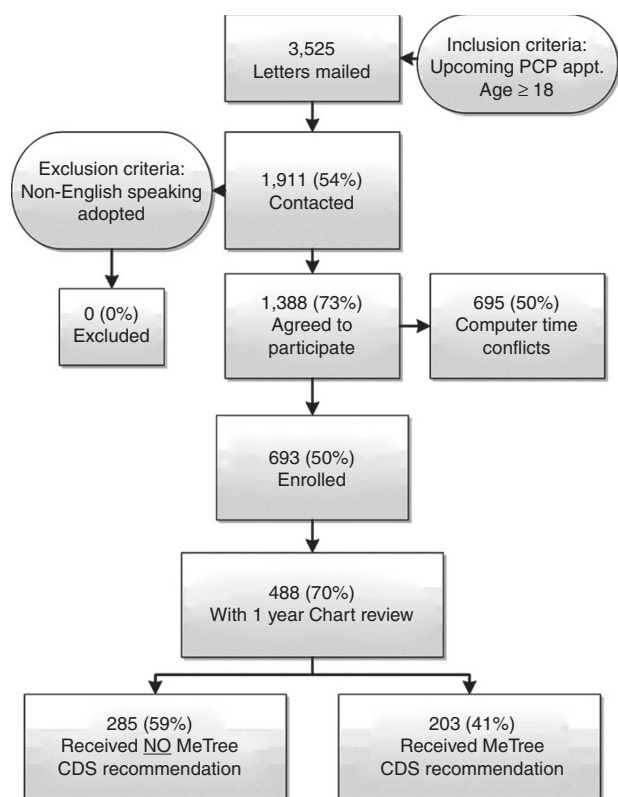 3,525
Letters mailed
Inclusion criteria:
Upcoming PCP appt.
Age ≥ 18
Exclusion criteria:
Non-English speaking
adopted
1,911 (54%)
Contacted
0 (0%)
Excluded
1,388 (73%)
Agreed to
participate
695 (50%)
Computer time
conflicts
693 (50%)
Enrolled
488 (70%)
With 1 year Chart review
285 (59%)
Received NO MeTree
CDS recommendation
203 (41%)
Received MeTree
CDS recommendation